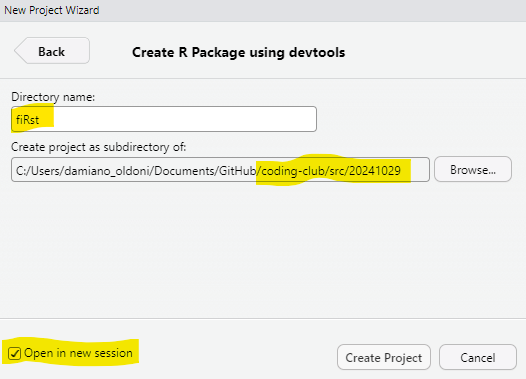 New Project Wizard
Back
Create R Package using devtools
Directory name:
fiRst
Create project as subdirectory of:
C:/Users/damiano_oldoni/Documents/GitHub/coding-club/src/20241029
Browse...
Open in new session
Create Project
Cancel